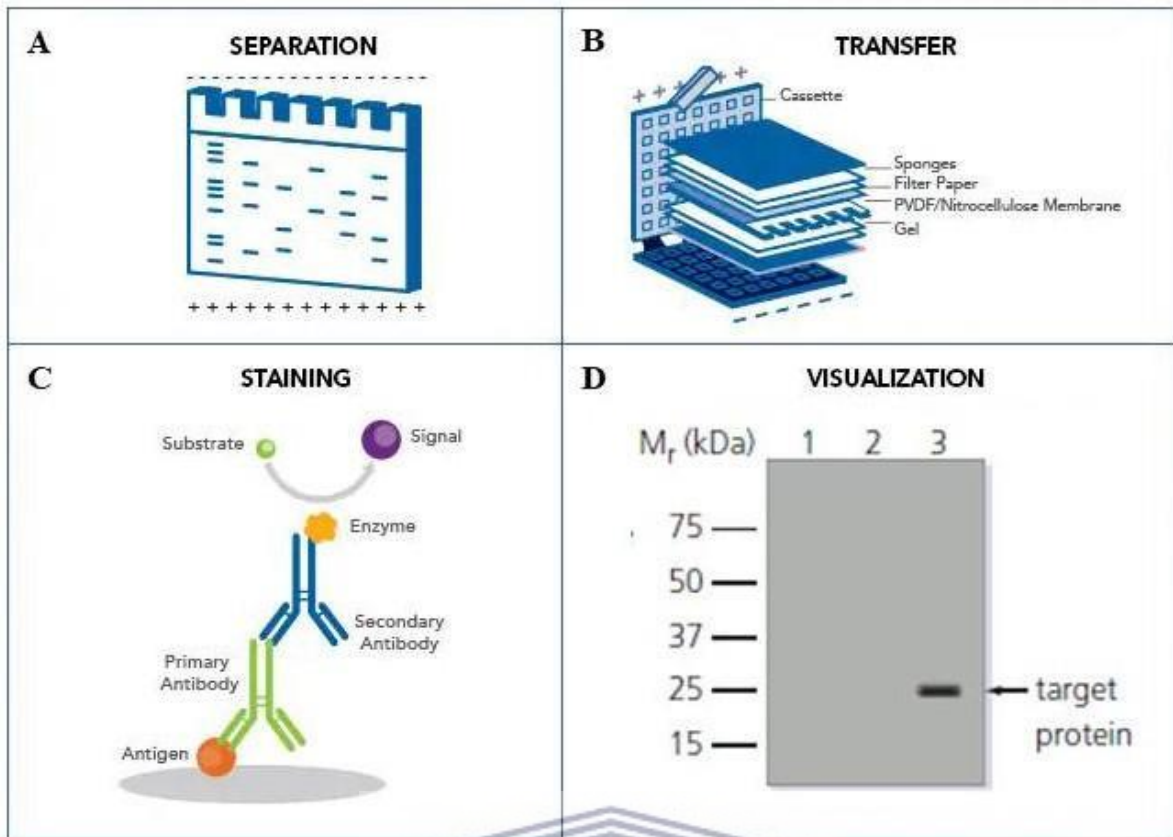 A
SEPARATION
- - - - - - - - - - - - - - - - - - - -
+ + + + + + + + + + + + +
B
TRANSFER
+ + + + +
Cassette
Sponges
Filter Paper
PVDF/Nitrocellulose Membrane
Gel
- - - - - - -
C
STAINING
Substrate
Signal
Enzyme
Secondary
Antibody
Primary
Antibody
Antigen
D
VISUALIZATION
Mr (kDa) 1 2 3
75
50
37
25
15
target
protein